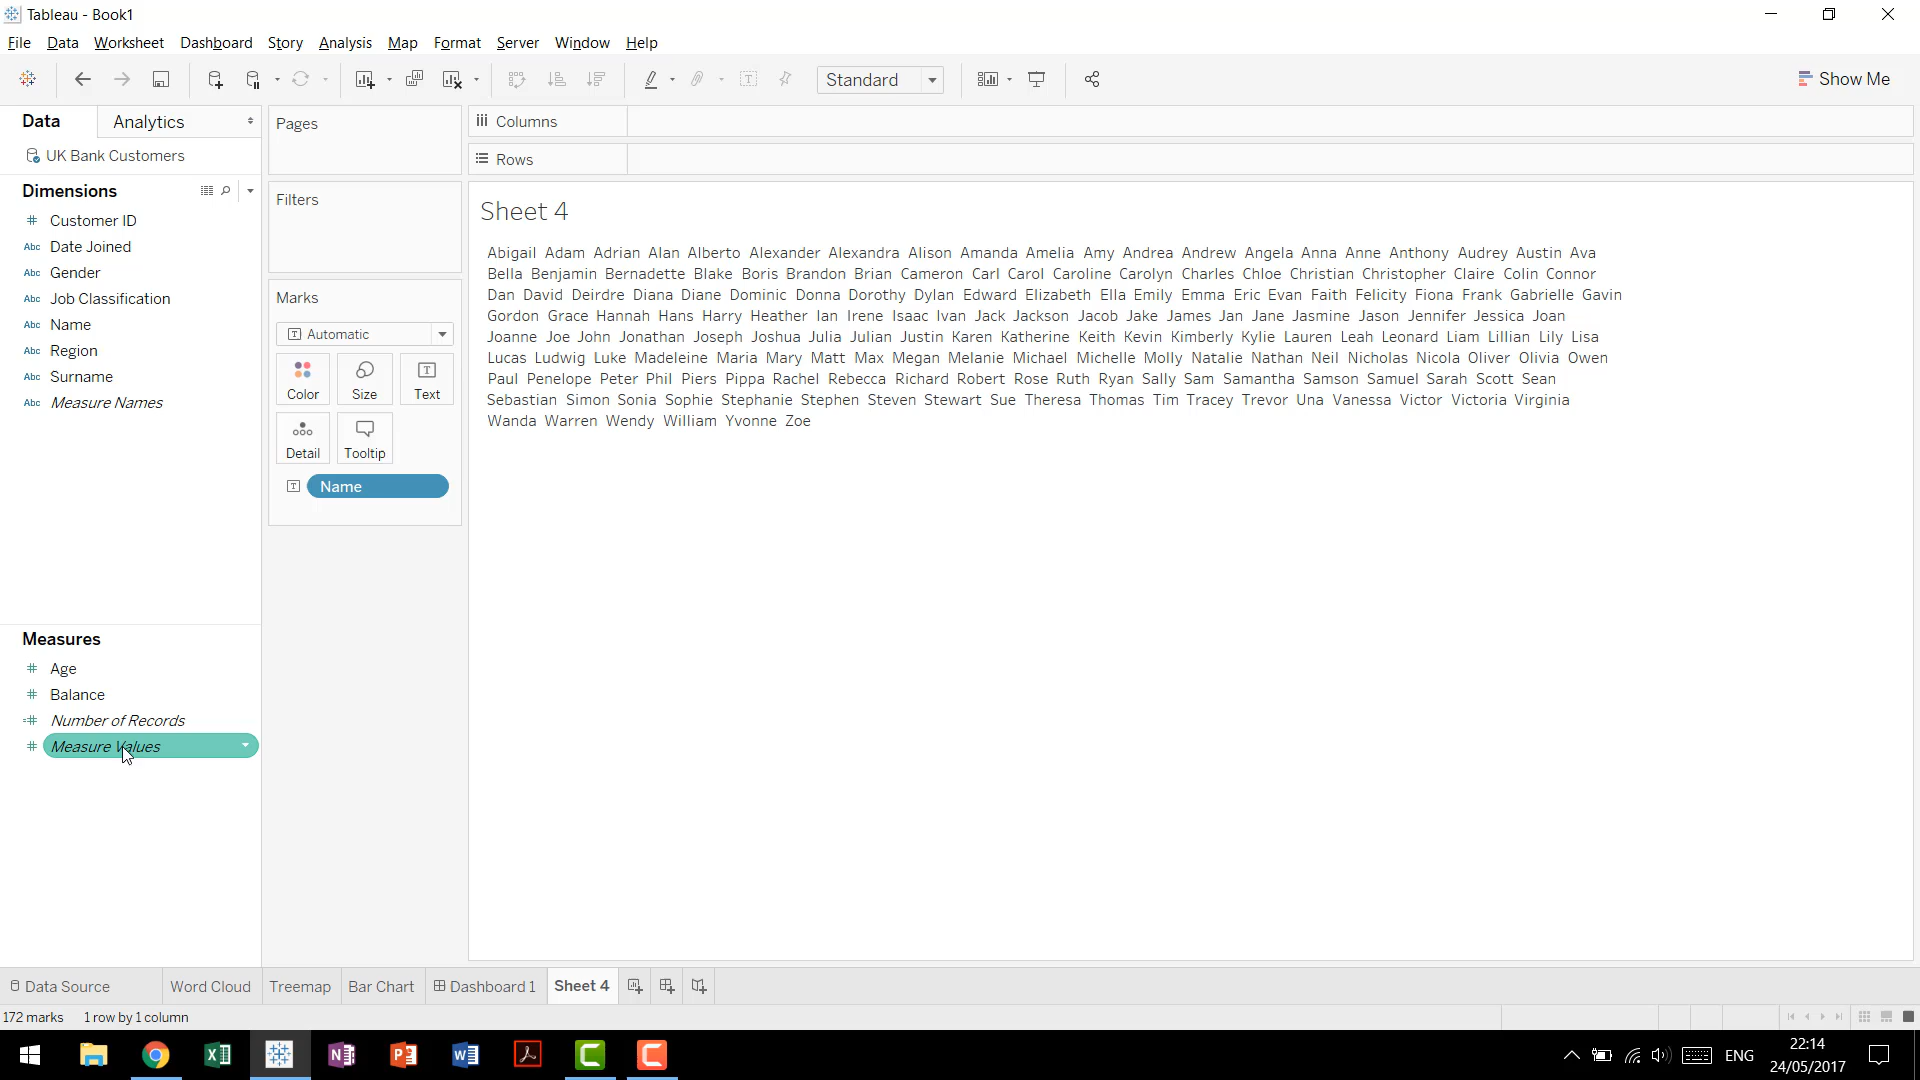 Tableau - Book1
File Data Worksheet Dashboard Story Analysis Map Format Server Window Help
Standard
Show Me
Data Analytics
UK Bank Customers
Dimensions
# Customer ID
Abc Date Joined
Abc Gender
Abc Job Classification
Abc Name
Abc Region
Abc Surname
Abc Measure Names
Measures
# Age
# Balance
=# Number of Records
# Measure Values
Pages
Filters
Marks
T Automatic
Color Size Text
Detail Tooltip
T Name
Columns
Rows
Sheet 4
Abigail Adam Adrian Alan Alberto Alexander Alexandra Alison Amanda Amelia Amy Andrea Andrew Angela Anna Anne Anthony Audrey Austin Ava
Bella Benjamin Bernadette Blake Boris Brandon Brian Cameron Carl Carol Caroline Carolyn Charles Chloe Christian Christopher Claire Colin Connor
Dan David Deirdre Diana Diane Dominic Donna Dorothy Dylan Edward Elizabeth Ella Emily Emma Eric Evan Faith Felicity Fiona Frank Gabrielle Gavin
Gordon Grace Hannah Hans Harry Heather Ian Irene Isaac Ivan Jack Jackson Jacob Jake James Jan Jane Jasmine Jason Jennifer Jessica Joan
Joanne Joe John Jonathan Joseph Joshua Julia Julian Justin Karen Katherine Keith Kevin Kimberly Kylie Lauren Leah Leonard Liam Lillian Lily Lisa
Lucas Ludwig Luke Madeleine Maria Mary Matt Max Megan Melanie Michael Michelle Molly Natalie Nathan Neil Nicholas Nicola Oliver Olivia Owen
Paul Penelope Peter Phil Piers Pippa Rachel Rebecca Richard Robert Rose Ruth Ryan Sally Sam Samantha Samson Samuel Sarah Scott Sean
Sebastian Simon Sonia Sophie Stephanie Stephen Steven Stewart Sue Theresa Thomas Tim Tracey Trevor Una Vanessa Victor Victoria Virginia
Wanda Warren Wendy William Yvonne Zoe
Data Source Word Cloud Treemap Bar Chart Dashboard 1 Sheet 4
172 marks 1 row by 1 column
ENG
22:14
24/05/2017